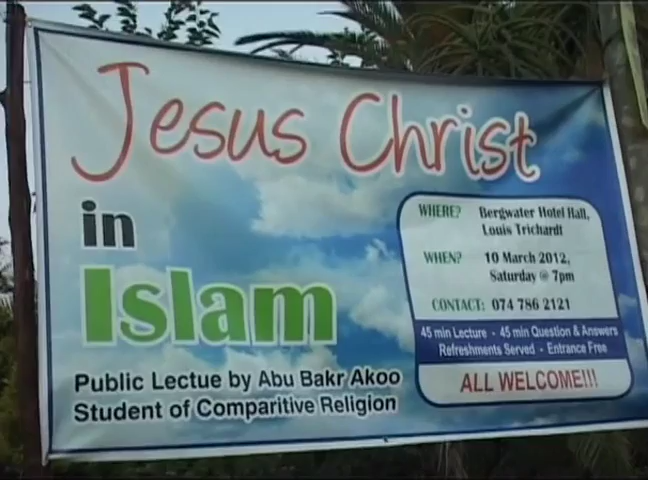 Jesus Christ
in
Islam
Public Lectue by Abu Bakr Akoo
Student of Comparitive Religion
WHERE? Bergwater Hotel Hall,
Louis Trichardt
WHEN? 10 March 2012,
Saturday @ 7pm
CONTACT: 074 786 2121
45 min Lecture - 45 min Question & Answers
Refreshments Served - Entrance Free
ALL WELCOME!!!